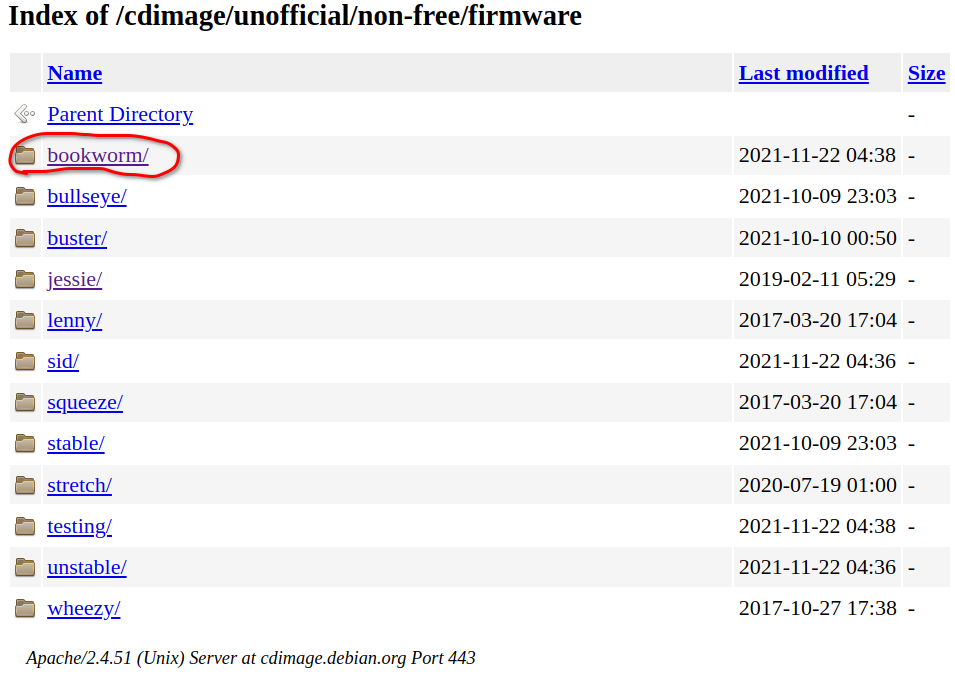 Index of /cdimage/unofficial/non-free/firmware
Name Last modified Size
Parent Directory -
bookworm/ 2021-11-22 04:38 -
bullseye/ 2021-10-09 23:03 -
buster/ 2021-10-10 00:50 -
jessie/ 2019-02-11 05:29 -
lenny/ 2017-03-20 17:04 -
sid/ 2021-11-22 04:36 -
squeeze/ 2017-03-20 17:04 -
stable/ 2021-10-09 23:03 -
stretch/ 2020-07-19 01:00 -
testing/ 2021-11-22 04:38 -
unstable/ 2021-11-22 04:36 -
wheezy/ 2017-10-27 17:38 -
Apache/2.4.51 (Unix) Server at cdimage.debian.org Port 443